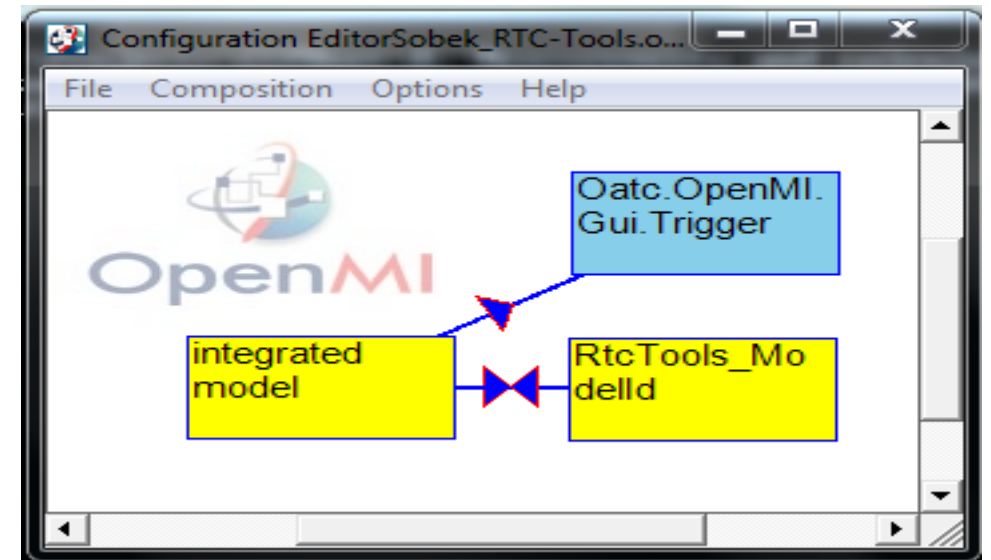 Configuration EditorSobek_RTC-Tools.o...
File Composition Options Help
OpenMI
Oatc.OpenMI.
Gui.Trigger
integrated
model
RtcTools_Mo
delId